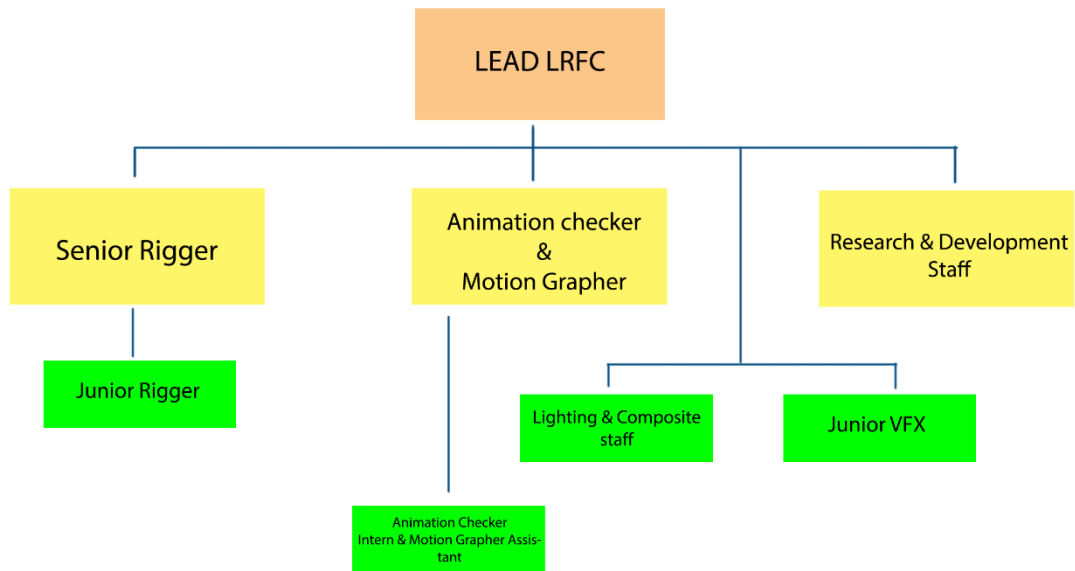 LEAD LRFC
Senior Rigger
Animation checker
&
Motion Grapher
Research & Development
Staff
Junior Rigger
Lighting & Composite
staff
Junior VFX
Animation Checker
Intern & Motion Grapher Assis-
tant